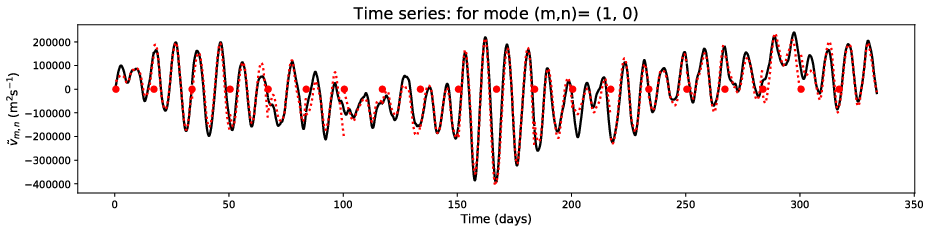 Time series: for mode (m,n)= (1, 0)
200000
100000
0
−100000
−200000
−300000
−400000
ṽm,n (m²s⁻¹)
0 50 100 150 200 250 300 350
Time (days)